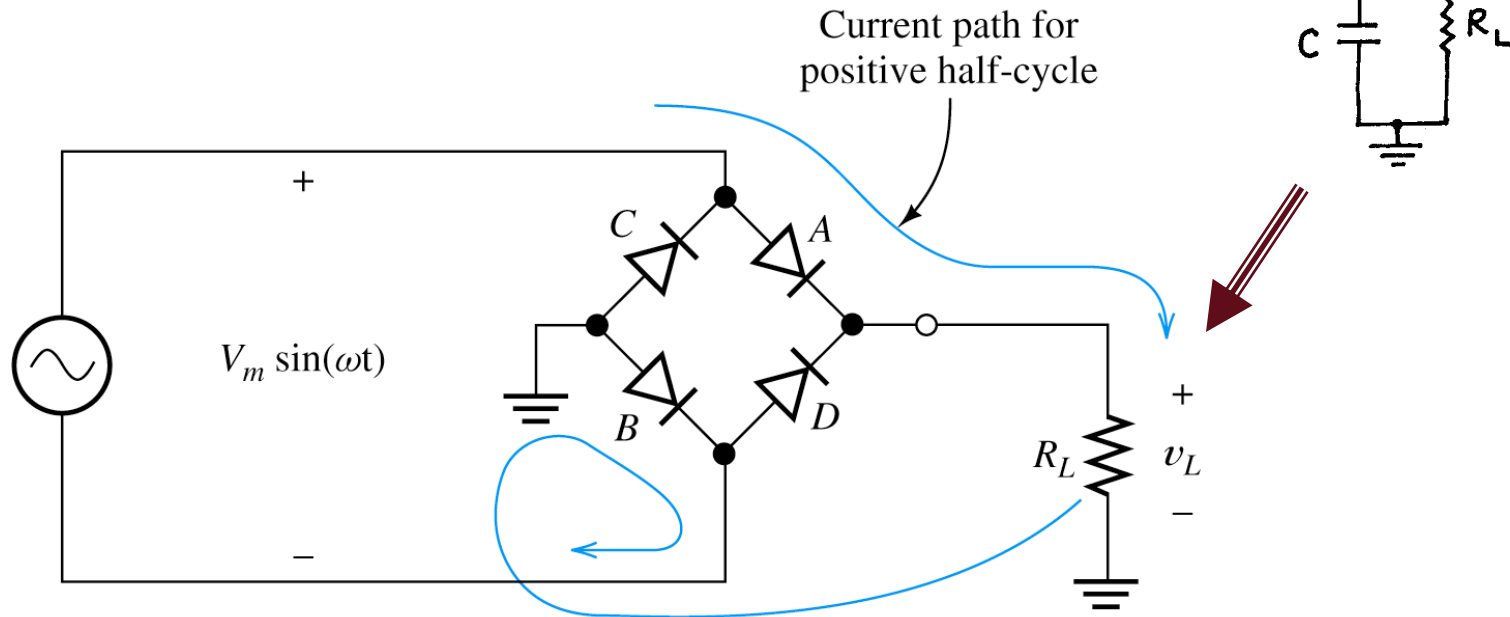 Current path for
positive half-cycle
C
R_L
+
C
A
V_m sin(ωt)
B
D
+
R_L
v_L
−
−